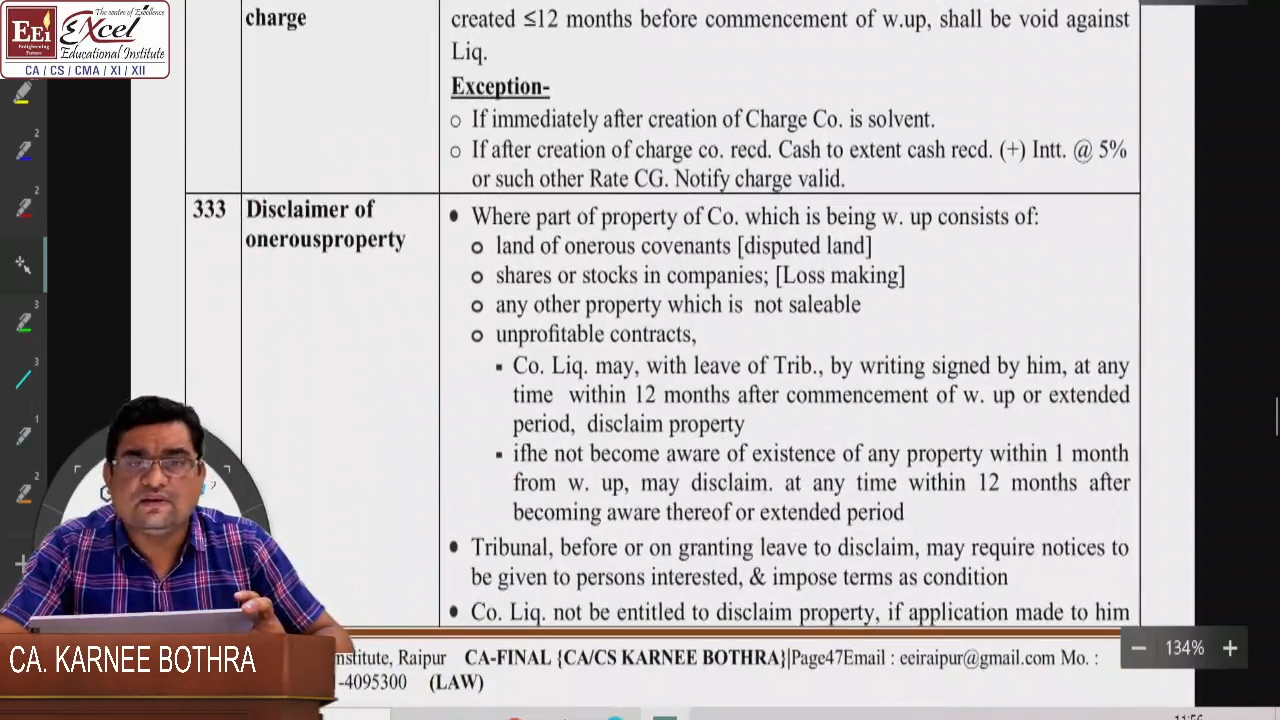 The centre of Excellence
EEi
Enlightening Future
Excel
Educational Institute
CA / CS / CMA / XI / XII
charge
created ≤12 months before commencement of w.up, shall be void against
Liq.
Exception-
o If immediately after creation of Charge Co. is solvent.
o If after creation of charge co. recd. Cash to extent cash recd. (+) Intt. @ 5%
or such other Rate CG. Notify charge valid.
333 Disclaimer of
onerousproperty
• Where part of property of Co. which is being w. up consists of:
o land of onerous covenants [disputed land]
o shares or stocks in companies; [Loss making]
o any other property which is not saleable
o unprofitable contracts,
▪ Co. Liq. may, with leave of Trib., by writing signed by him, at any
time within 12 months after commencement of w. up or extended
period, disclaim property
▪ ifhe not become aware of existence of any property within 1 month
from w. up, may disclaim. at any time within 12 months after
becoming aware thereof or extended period
• Tribunal, before or on granting leave to disclaim, may require notices to
be given to persons interested, & impose terms as condition
• Co. Liq. not be entitled to disclaim property, if application made to him
nstitute, Raipur CA-FINAL {CA/CS KARNEE BOTHRA}|Page47Email : eeiraipur@gmail.com Mo. :
-4095300 (LAW)
CA. KARNEE BOTHRA
134%
2
2
3
3
1
2